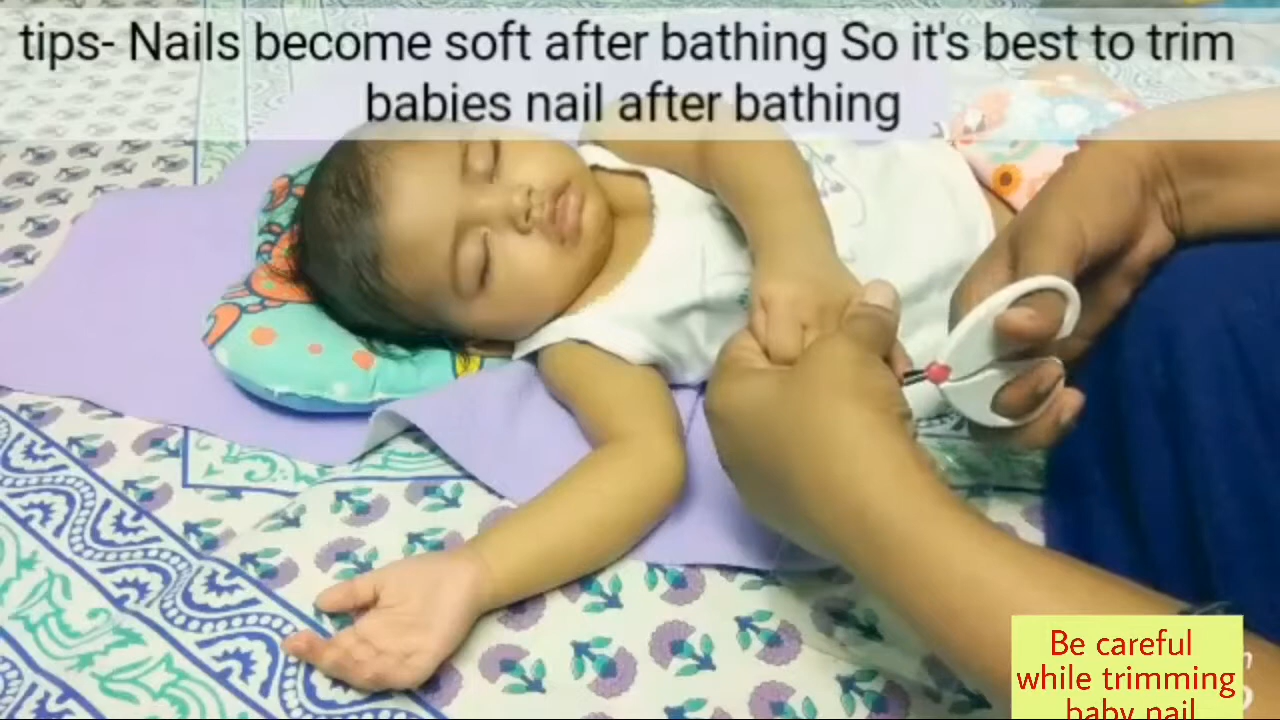 tips- Nails become soft after bathing So it's best to trim
babies nail after bathing
Be careful
while trimming
baby nail